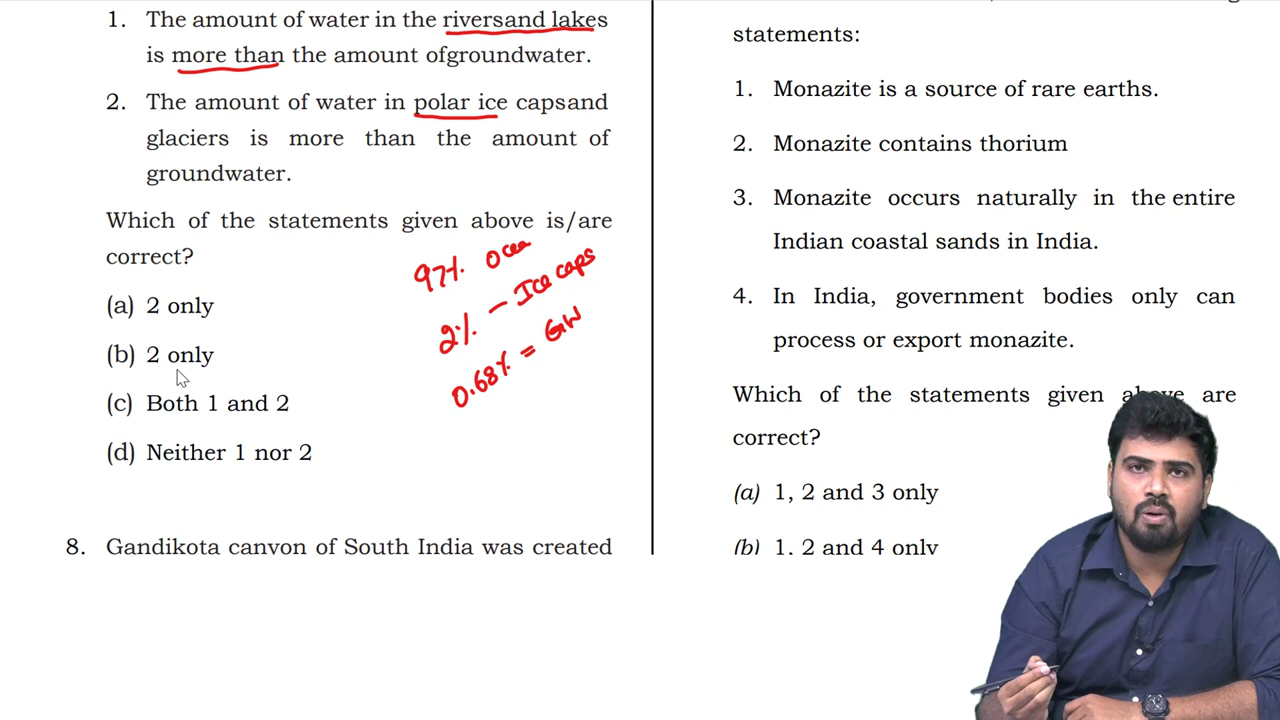 1. The amount of water in the riversand lakes
is more than the amount ofgroundwater.
2. The amount of water in polar ice capsand
glaciers is more than the amount of
groundwater.
Which of the statements given above is/are
correct?
(a) 2 only
(b) 2 only
(c) Both 1 and 2
(d) Neither 1 nor 2
97% Ocea
2% – Ice caps
0.68% = GW
8. Gandikota canyon of South India was created
statements:
1. Monazite is a source of rare earths.
2. Monazite contains thorium
3. Monazite occurs naturally in the entire
Indian coastal sands in India.
4. In India, government bodies only can
process or export monazite.
Which of the statements given above are
correct?
(a) 1, 2 and 3 only
(b) 1, 2 and 4 only